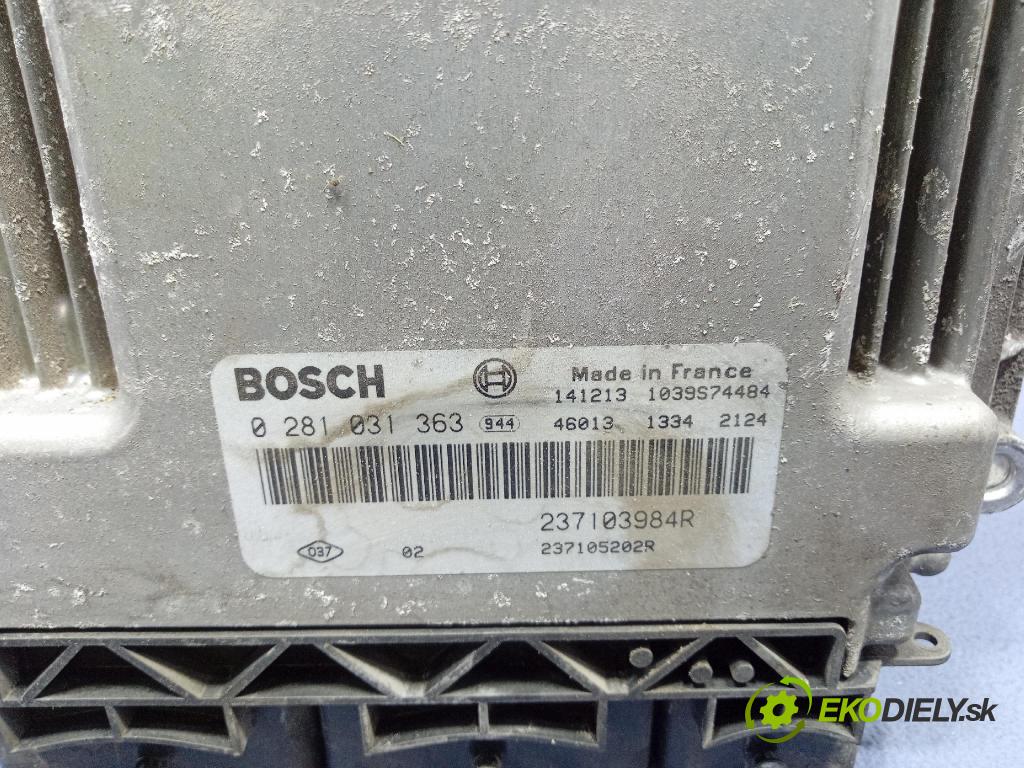 BOSCH Made in France
141213 1039S74484
0 281 031 363 944 46013 1334 2124
237103984R
037 02 237105202R
EKODIELY.sk